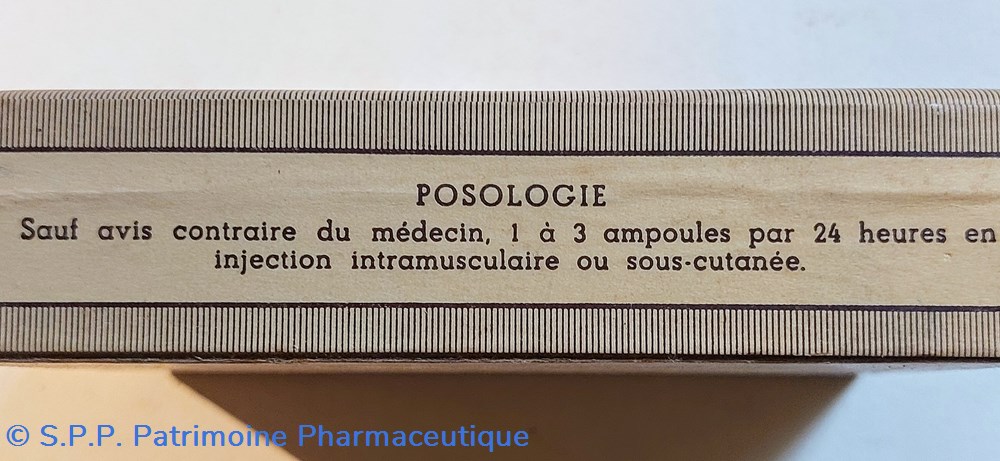 POSOLOGIE
Sauf avis contraire du médecin, 1 à 3 ampoules par 24 heures en
injection intramusculaire ou sous-cutanée.
© S.P.P. Patrimoine Pharmaceutique